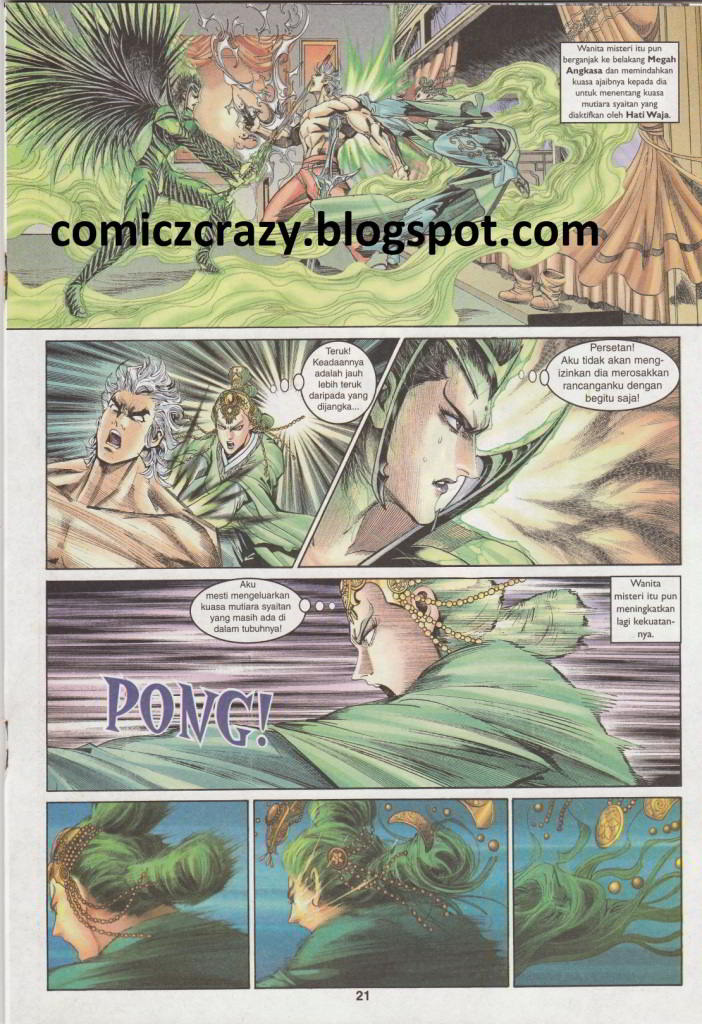 Wanita misteri itu pun
berganjak ke belakang Megah
Angkasa dan memindahkan
kuasa ajaibnya kepada dia
untuk menentang kuasa
mutiara syaitan yang
diaktifkan oleh Hati Waja.
comiczcrazy.blogspot.com
Teruk!
Keadaannya
adalah jauh
lebih teruk
daripada yang
dijangka...
Persetan!
Aku tidak akan meng-
izinkan dia merosakkan
rancanganku dengan
begitu saja!
Aku
mesti mengeluarkan
kuasa mutiara syaitan
yang masih ada di
dalam tubuhnya!
Wanita
misteri itu pun
meningkatkan
lagi kekuatan-
nya.
PONG!
21